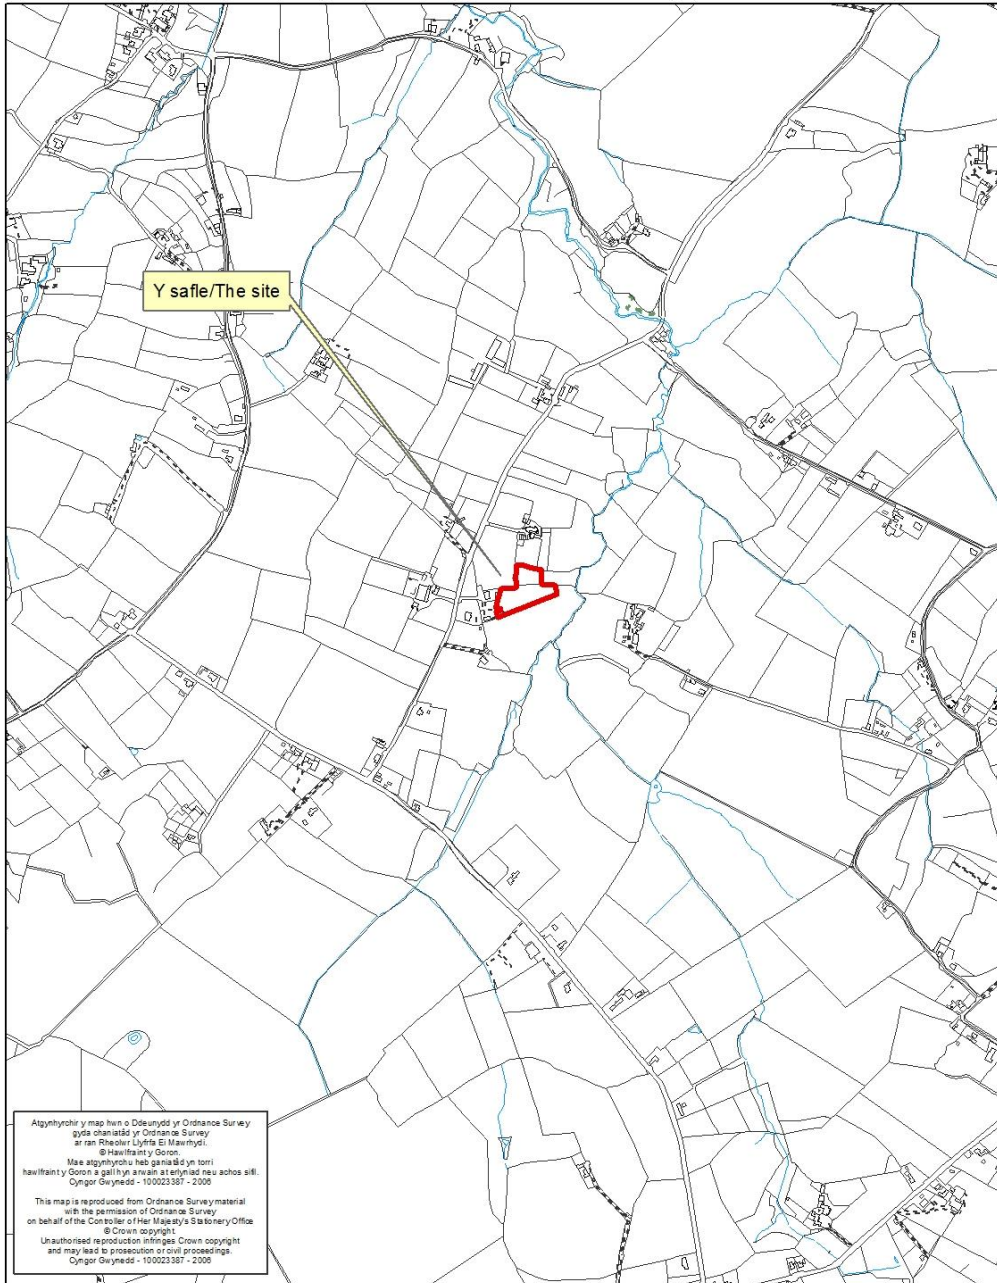 Y safle/The site
Atgynhyrchir y map hwn o Ddeunydd yr Ordnance Survey
gyda chaniatâd yr Ordnance Survey
ar ran Rheolwr Llyfrfa Ei Mawrhydi.
© Hawlfraint y Goron.
Mae atgynhyrchu heb ganiatâd yn torri
hawlfraint y Goron a gall hyn arwain at erlyniad neu achos sifil.
Cyngor Gwynedd - 100023387 - 2006
This map is reproduced from Ordnance Survey material
with the permission of Ordnance Survey
on behalf of the Controller of Her Majesty's Stationery Office
© Crown copyright.
Unauthorised reproduction infringes Crown copyright
and may lead to prosecution or civil proceedings.
Cyngor Gwynedd - 100023387 - 2006